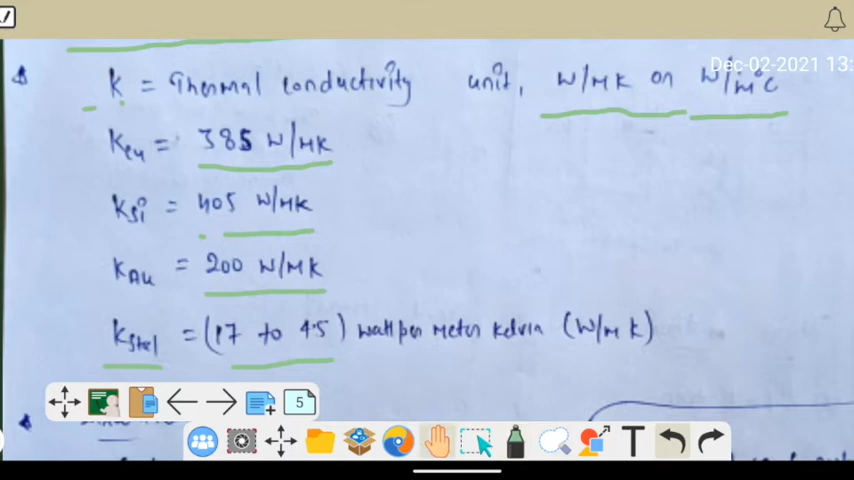 Dec-02-2021 13:
K = Thermal conductivity unit, W/MK or W/m°C
Kcu = 385 W/MK
KSi = 405 W/MK
KAu = 200 W/MK
KStel = (17 to 45) watt per meter kelvin (W/M K)
5
T